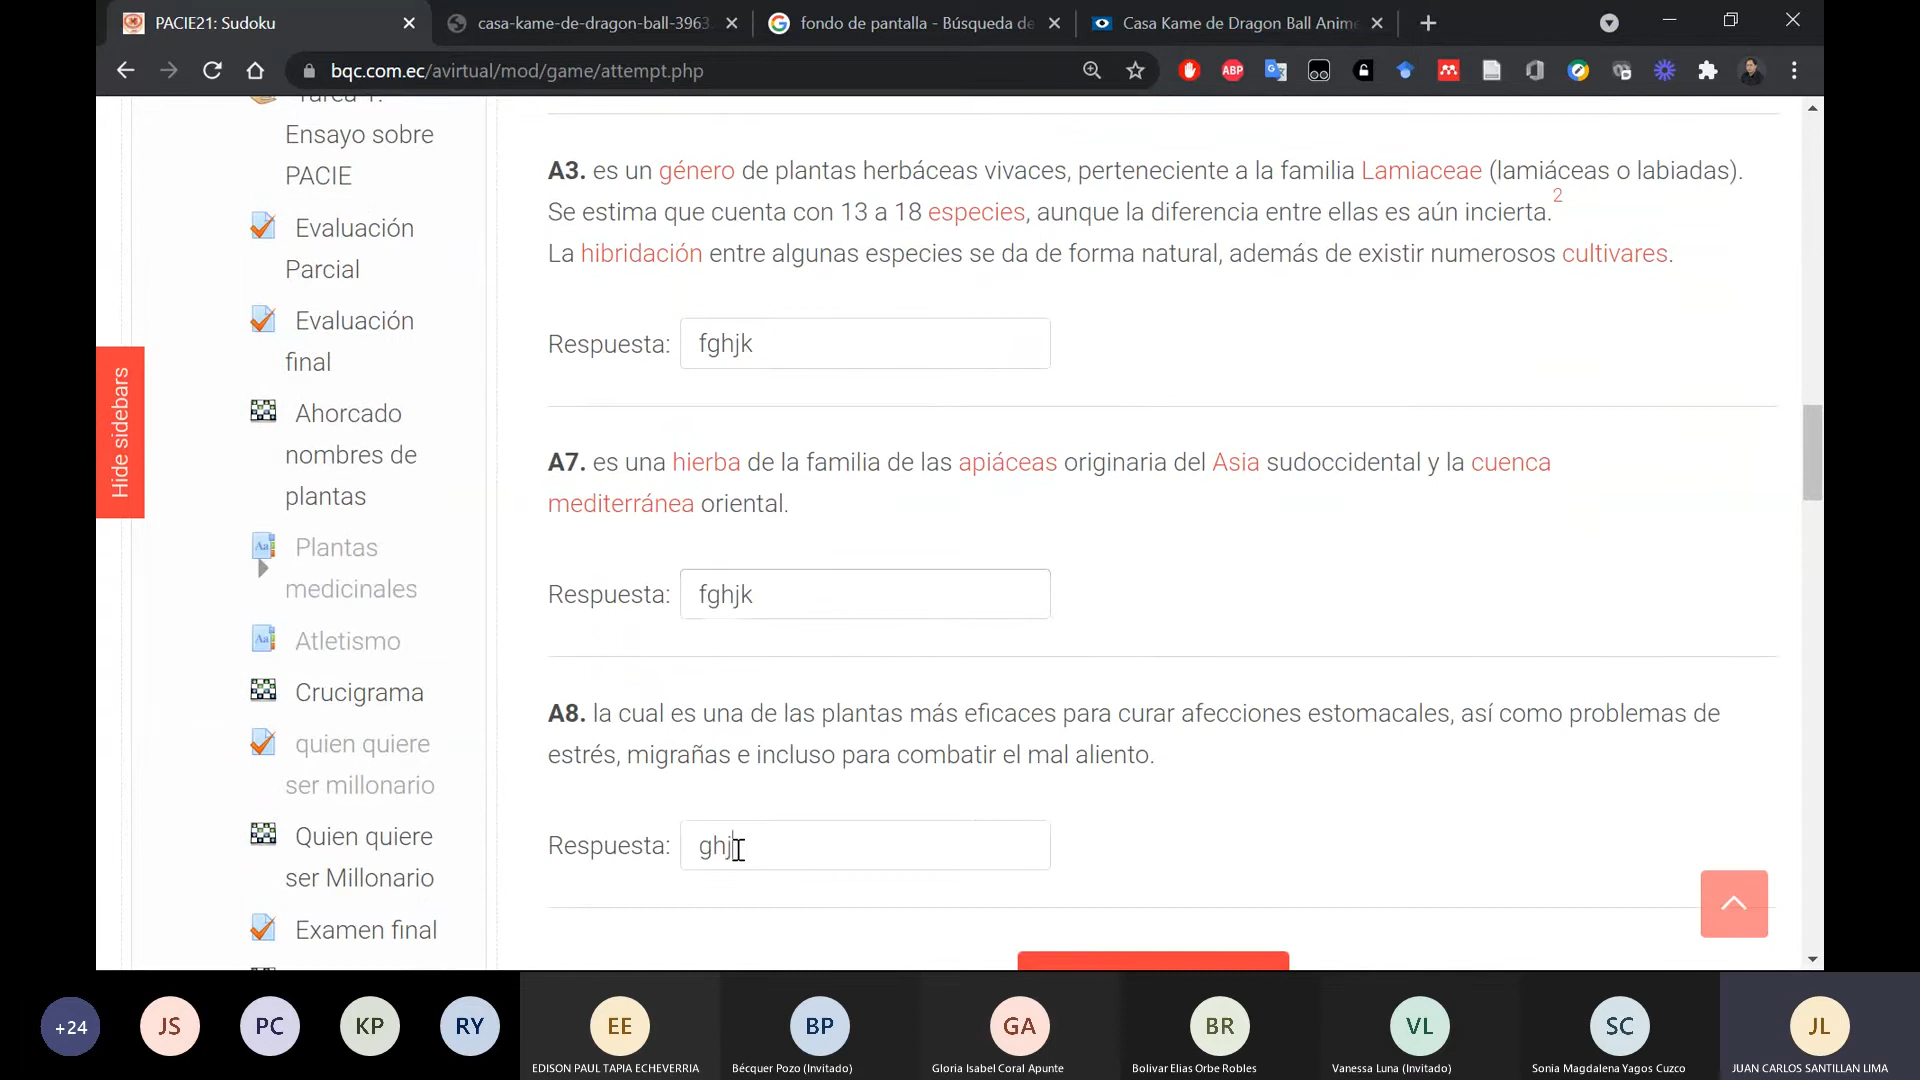 PACIE21: Sudoku
casa-kame-de-dragon-ball-3963
fondo de pantalla - Búsqueda de
Casa Kame de Dragon Ball Anime
bqc.com.ec/avirtual/mod/game/attempt.php
ABP
Tarea 1:
Ensayo sobre
PACIE
Evaluación
Parcial
Evaluación
final
Ahorcado
nombres de
plantas
Plantas
medicinales
Atletismo
Crucigrama
quien quiere
ser millonario
Quien quiere
ser Millonario
Examen final
Hide sidebars
A3. es un género de plantas herbáceas vivaces, perteneciente a la familia Lamiaceae (lamiáceas o labiadas).
Se estima que cuenta con 13 a 18 especies, aunque la diferencia entre ellas es aún incierta.2
La hibridación entre algunas especies se da de forma natural, además de existir numerosos cultivares.
Respuesta: fghjk
A7. es una hierba de la familia de las apiáceas originaria del Asia sudoccidental y la cuenca
mediterránea oriental.
Respuesta: fghjk
A8. la cual es una de las plantas más eficaces para curar afecciones estomacales, así como problemas de
estrés, migrañas e incluso para combatir el mal aliento.
Respuesta: ghj
+24
JS
PC
KP
RY
EE
BP
GA
BR
VL
SC
JL
EDISON PAUL TAPIA ECHEVERRIA
Bécquer Pozo (Invitado)
Gloria Isabel Coral Apunte
Bolivar Elias Orbe Robles
Vanessa Luna (Invitado)
Sonia Magdalena Yagos Cuzco
JUAN CARLOS SANTILLAN LIMA